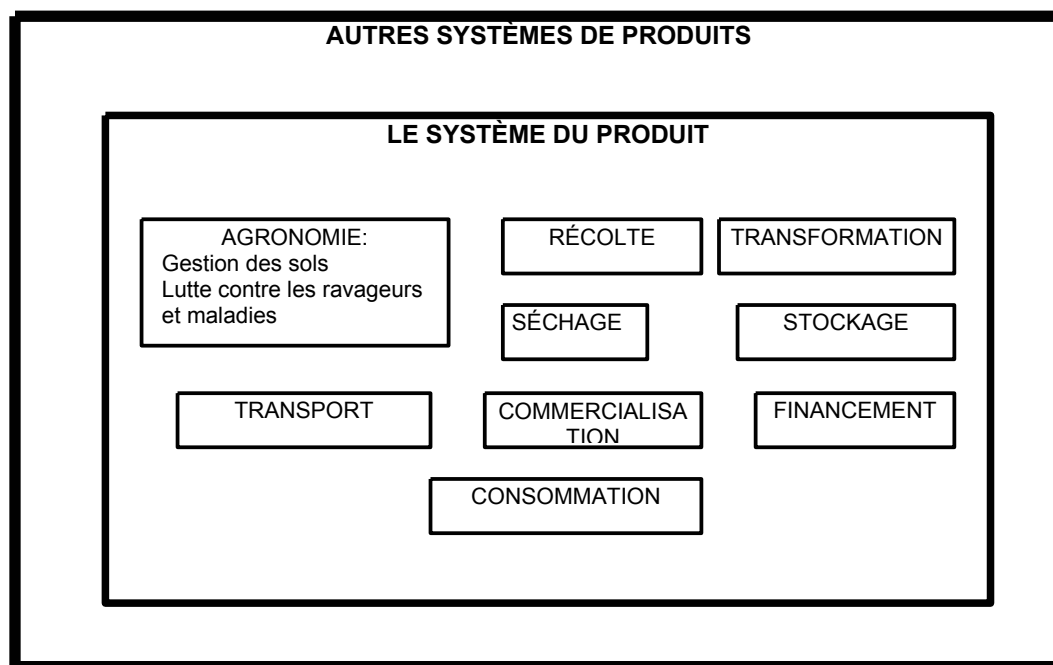 AUTRES SYSTÈMES DE PRODUITS
LE SYSTÈME DU PRODUIT
AGRONOMIE:
Gestion des sols
Lutte contre les ravageurs
et maladies
RÉCOLTE
TRANSFORMATION
SÉCHAGE
STOCKAGE
TRANSPORT
COMMERCIALISA
TION
FINANCEMENT
CONSOMMATION